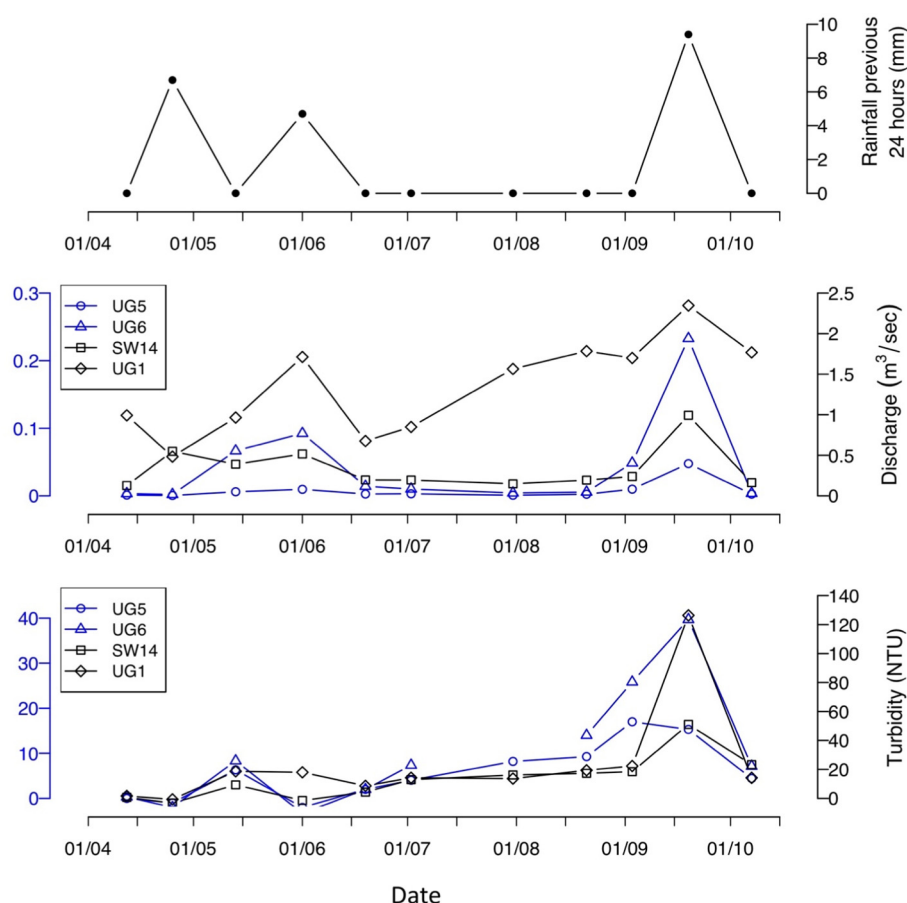 10
8
6
4
2
0
Rainfall previous
24 hours (mm)
01/04 01/05 01/06 01/07 01/08 01/09 01/10
0.3
0.2
0.1
0
UG5
UG6
SW14
UG1
2.5
2
1.5
1
0.5
0
Discharge (m³/sec)
01/04 01/05 01/06 01/07 01/08 01/09 01/10
40
30
20
10
0
UG5
UG6
SW14
UG1
140
120
100
80
60
40
20
0
Turbidity (NTU)
01/04 01/05 01/06 01/07 01/08 01/09 01/10
Date